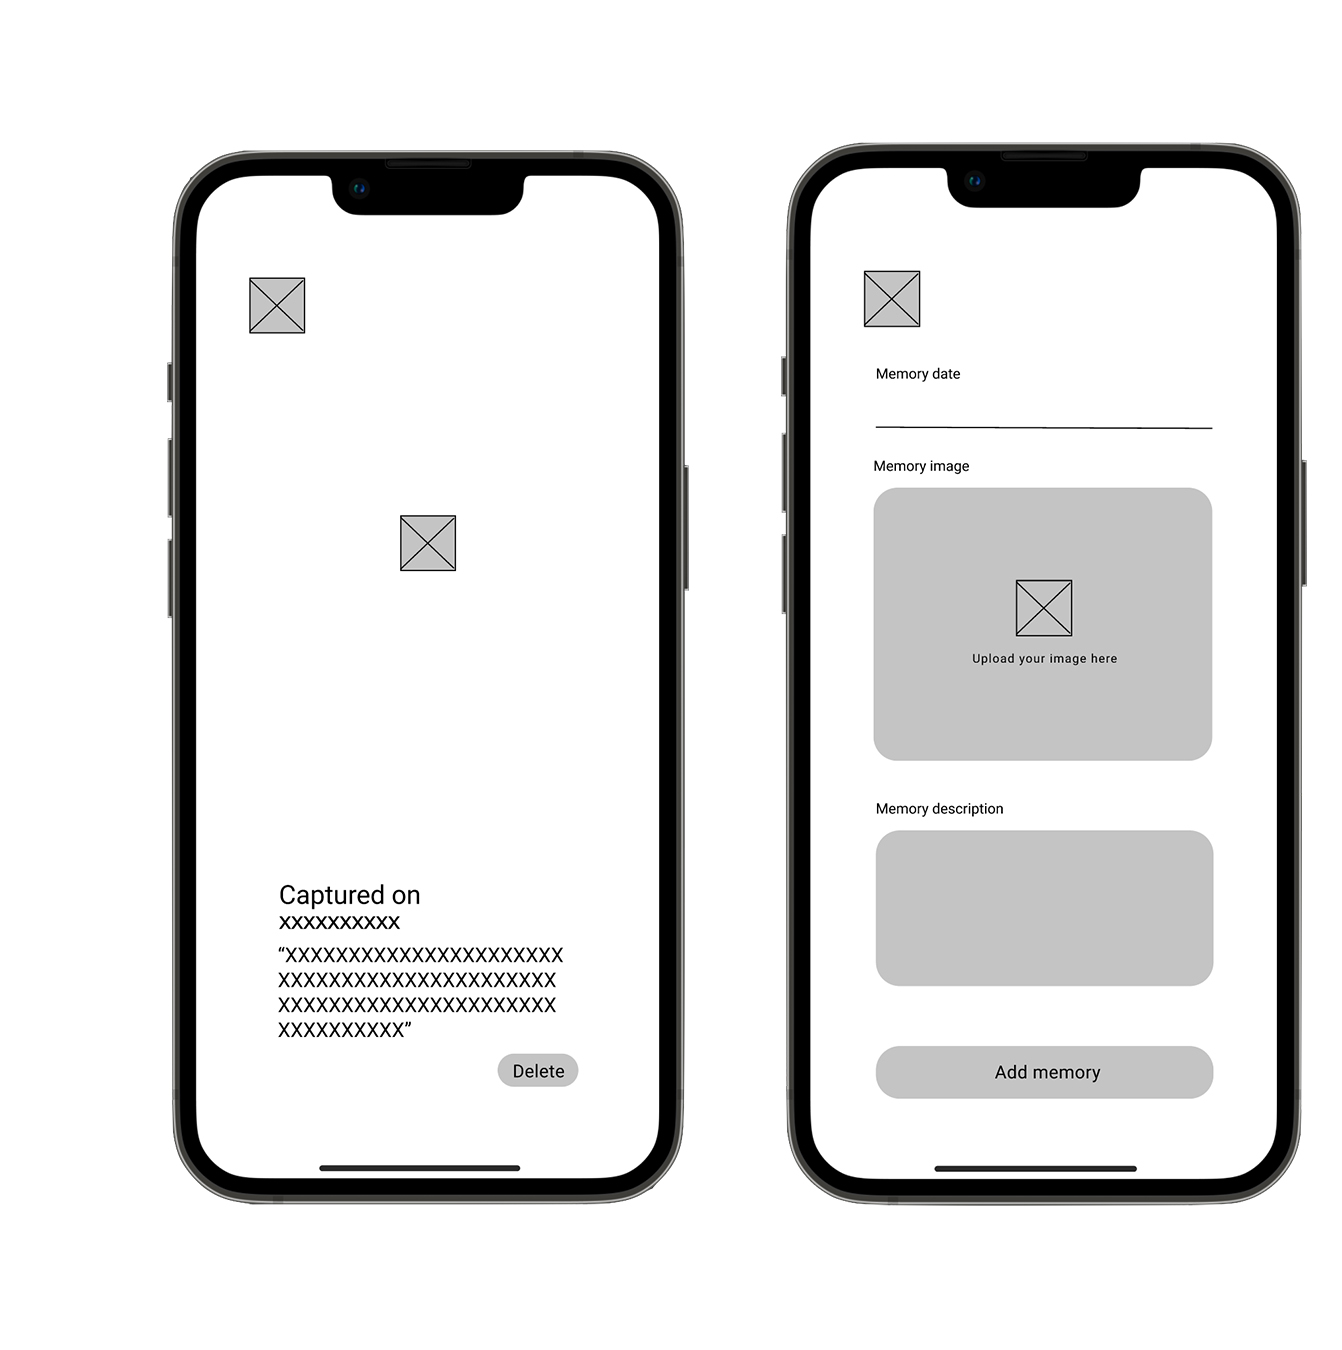 Captured on
xxxxxxxxxx
“XXXXXXXXXXXXXXXXXXXXXX
XXXXXXXXXXXXXXXXXXXXXX
XXXXXXXXXXXXXXXXXXXXXX
XXXXXXXXXX”
Delete
Memory date
Memory image
Upload your image here
Memory description
Add memory